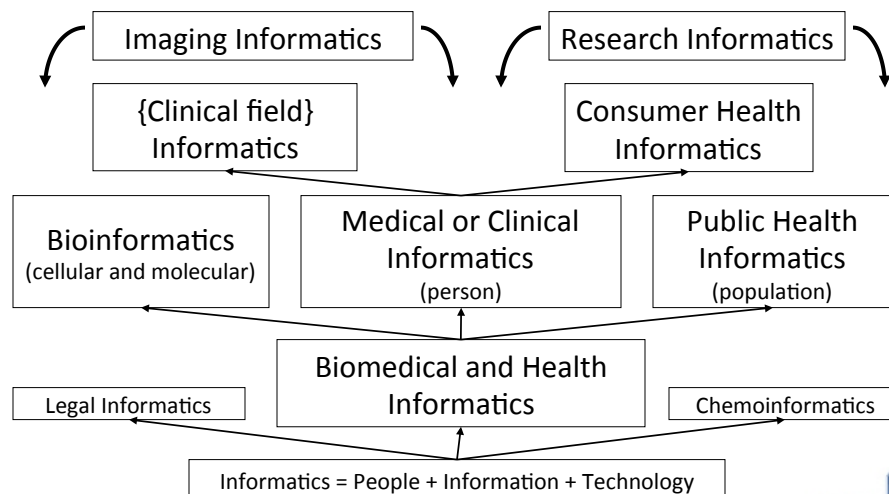 Imaging Informatics
Research Informatics
{Clinical field}
Informatics
Consumer Health
Informatics
Bioinformatics
(cellular and molecular)
Medical or Clinical
Informatics
(person)
Public Health
Informatics
(population)
Biomedical and Health
Informatics
Legal Informatics
Chemoinformatics
Informatics = People + Information + Technology